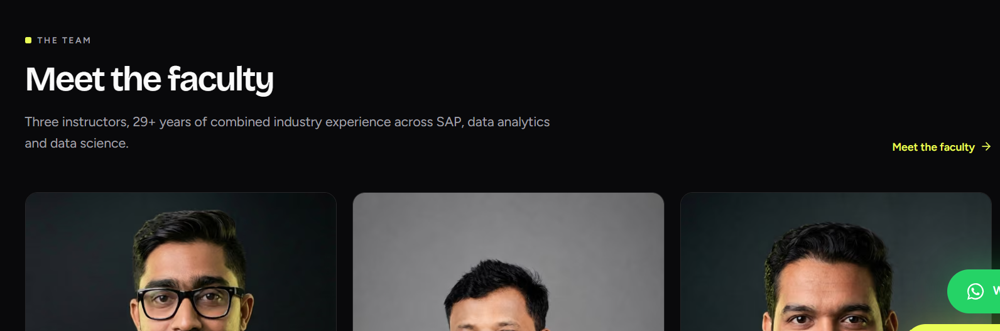 THE TEAM
Meet the faculty
Three instructors, 29+ years of combined industry experience across SAP, data analytics
and data science.
Meet the faculty